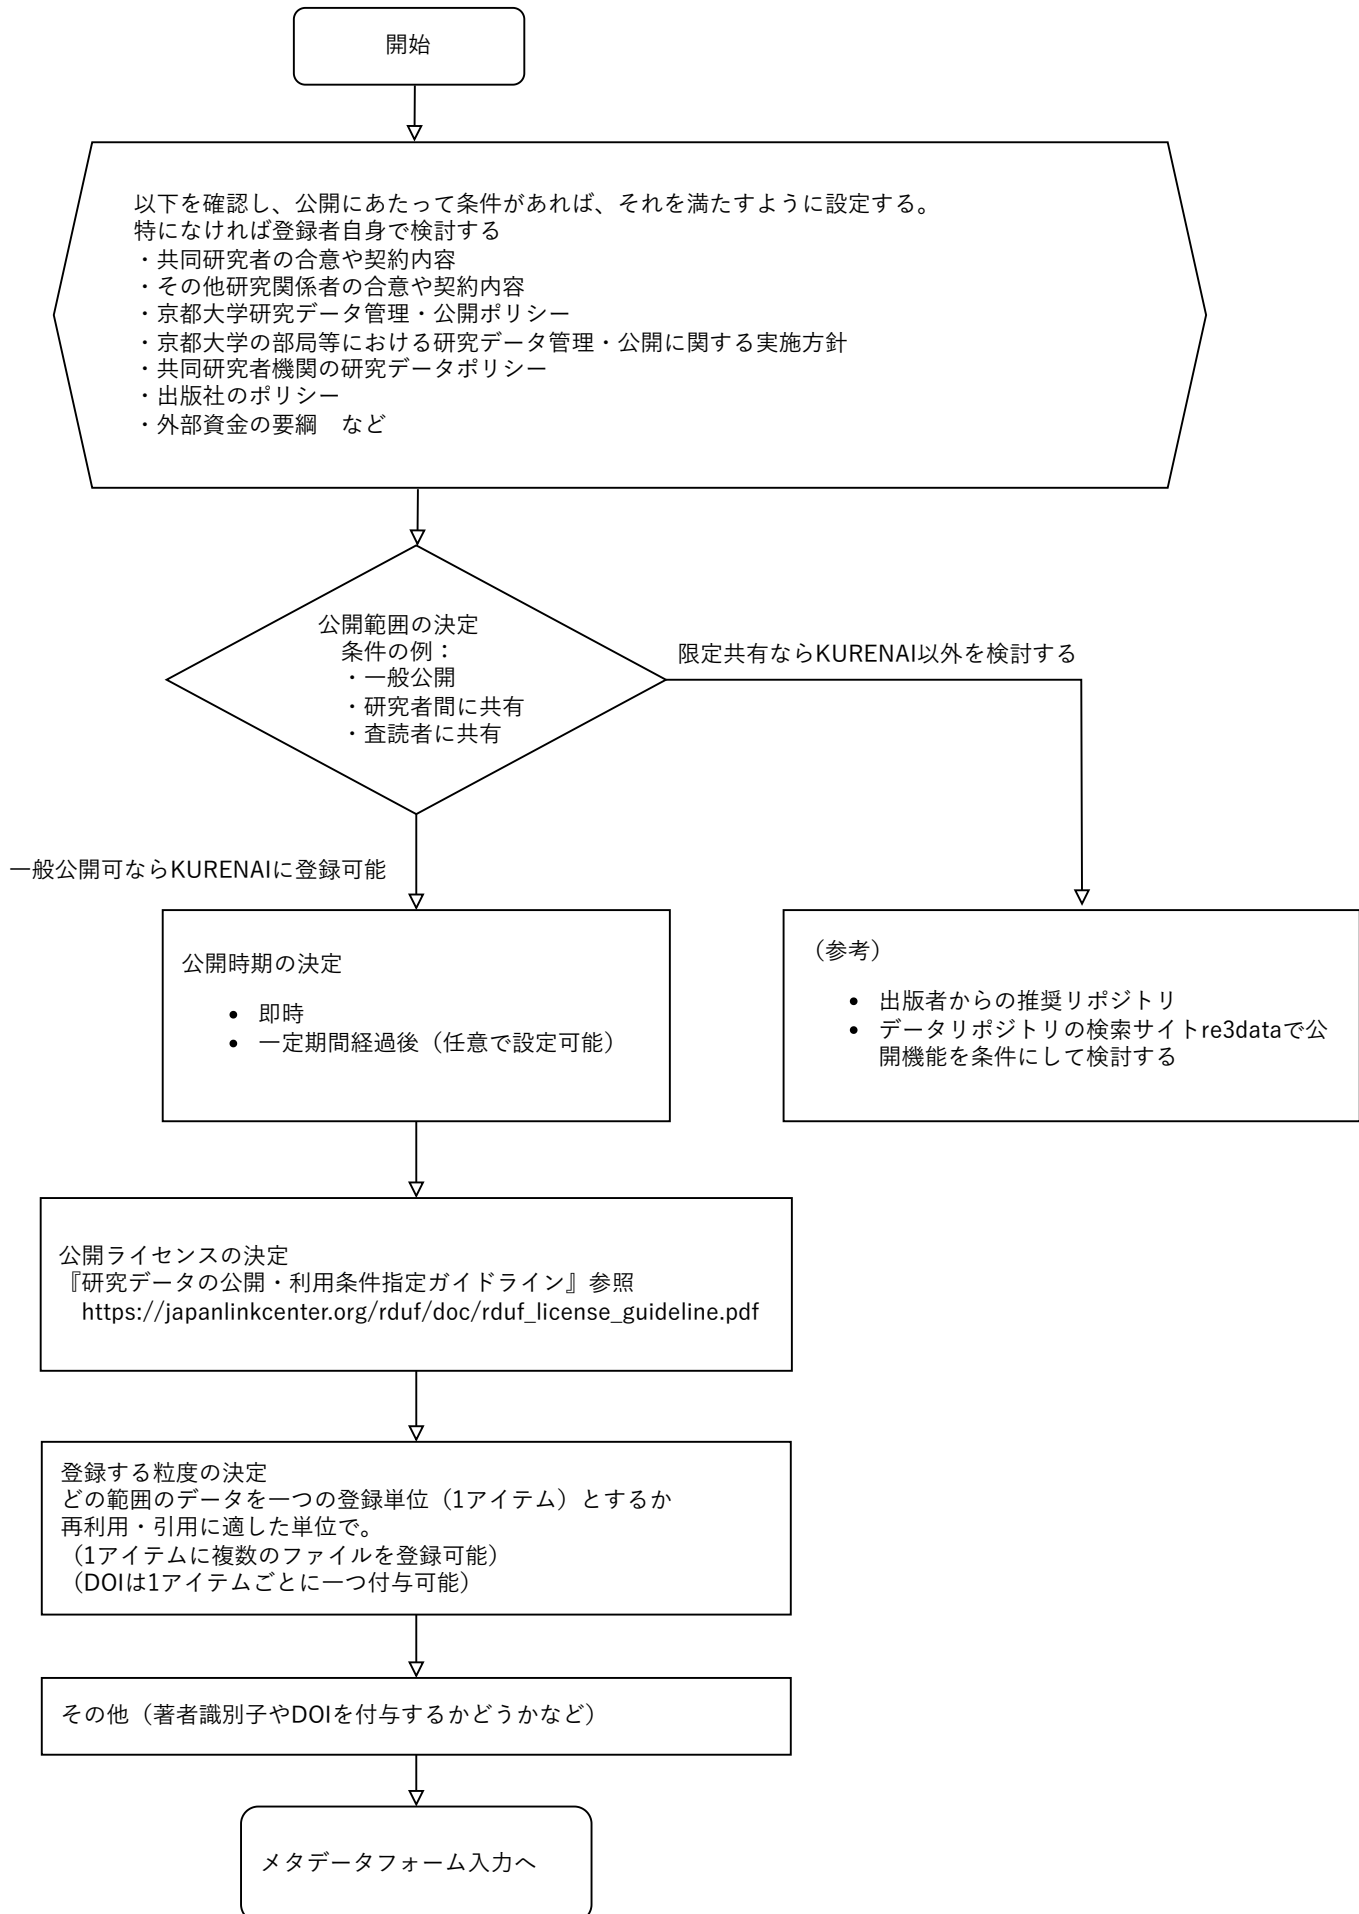 開始
以下を確認し、公開にあたって条件があれば、それを満たすように設定する。
特になければ登録者自身で検討する
・共同研究者の合意や契約内容
・その他研究関係者の合意や契約内容
・京都大学研究データ管理・公開ポリシー
・京都大学の部局等における研究データ管理・公開に関する実施方針
・共同研究者機関の研究データポリシー
・出版社のポリシー
・外部資金の要綱　など
公開範囲の決定
条件の例：
・一般公開
・研究者間に共有
・査読者に共有
限定共有ならKURENAI以外を検討する
一般公開可ならKURENAIに登録可能
公開時期の決定
• 即時
• 一定期間経過後（任意で設定可能）
（参考）
• 出版者からの推奨リポジトリ
• データリポジトリの検索サイトre3dataで公
開機能を条件にして検討する
公開ライセンスの決定
『研究データの公開・利用条件指定ガイドライン』参照
https://japanlinkcenter.org/rduf/doc/rduf_license_guideline.pdf
登録する粒度の決定
どの範囲のデータを一つの登録単位（1アイテム）とするか
再利用・引用に適した単位で。
（1アイテムに複数のファイルを登録可能）
（DOIは1アイテムごとに一つ付与可能）
その他（著者識別子やDOIを付与するかどうかなど）
メタデータフォーム入力へ